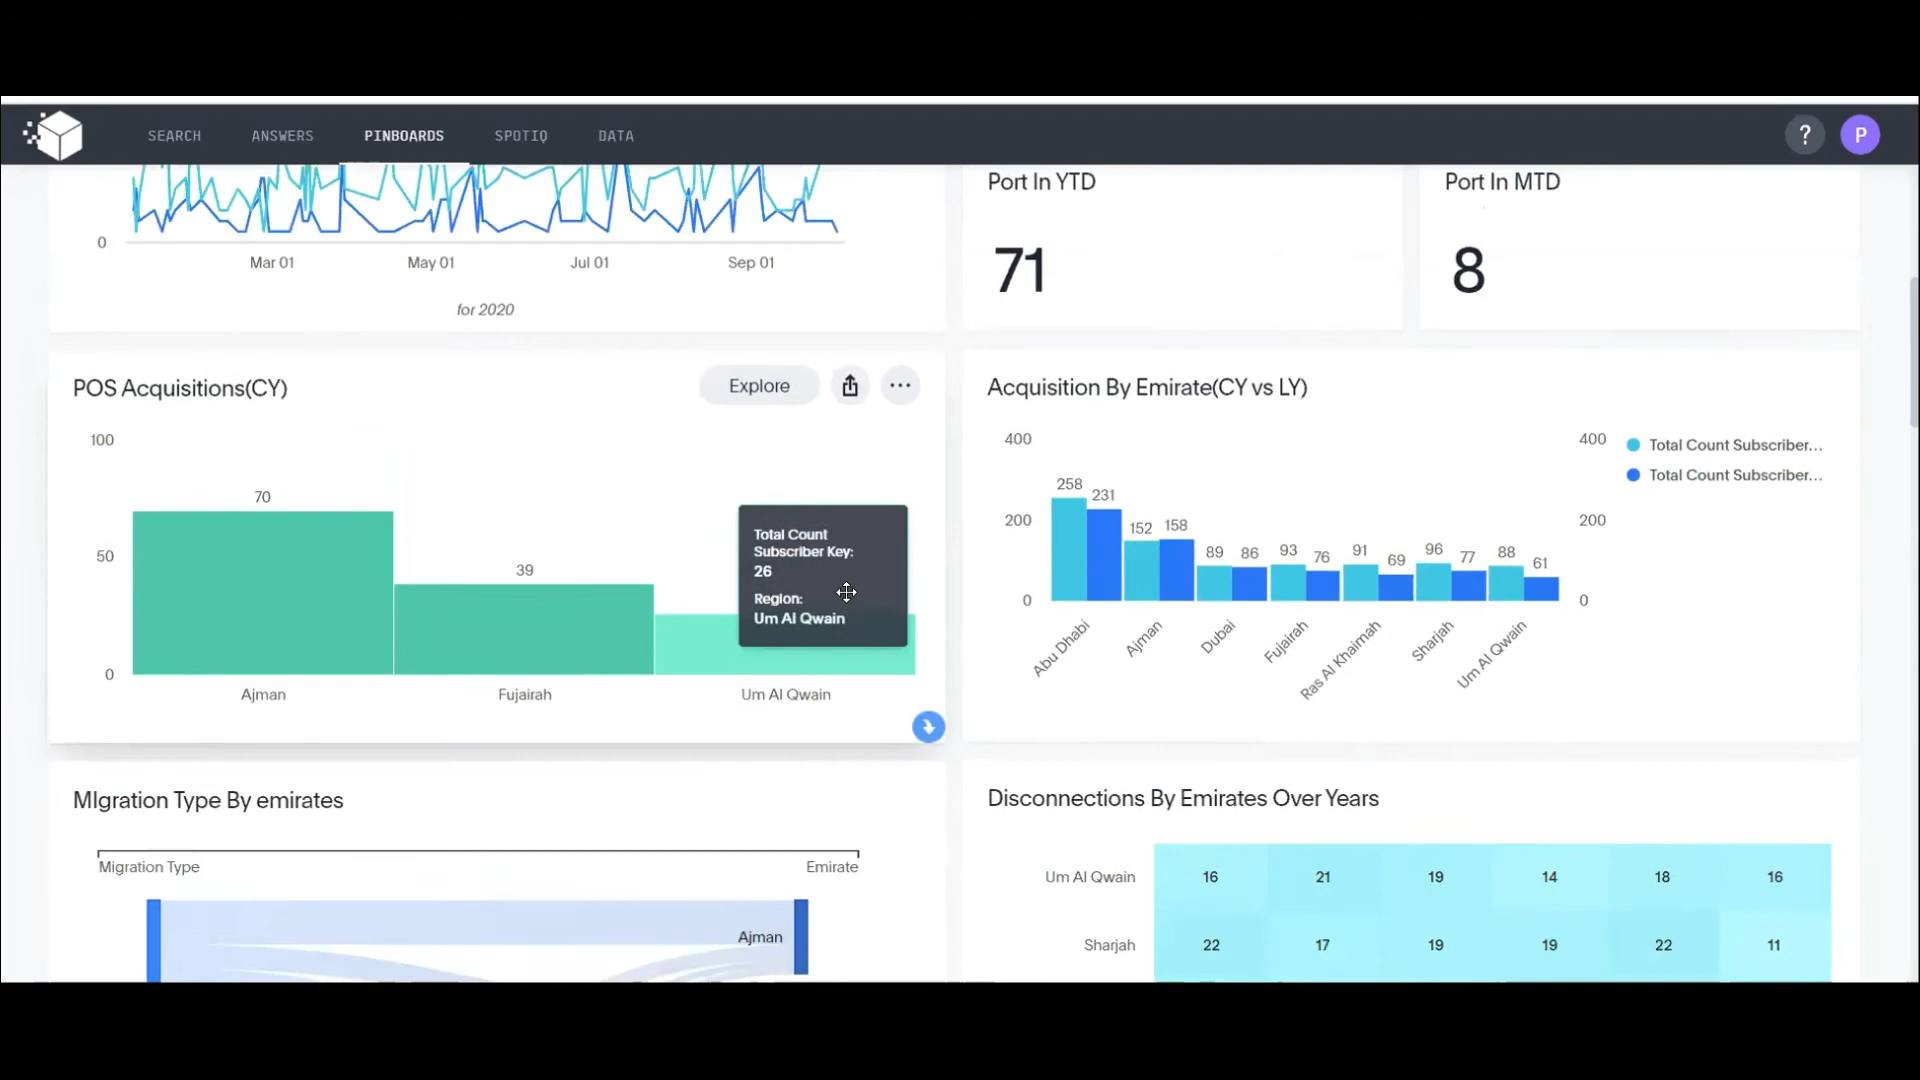 SEARCH ANSWERS PINBOARDS SPOTIQ DATA ? P
0
Mar 01 May 01 Jul 01 Sep 01
for 2020
Port In YTD
71
Port In MTD
8
POS Acquisitions(CY)
Explore
100
50
0
70
39
Total Count
Subscriber Key:
26
Region:
Um Al Qwain
Ajman Fujairah Um Al Qwain
Acquisition By Emirate(CY vs LY)
400
200
0
258 231 152 158 89 86 93 76 91 69 96 77 88 61
400
200
0
Total Count Subscriber...
Total Count Subscriber...
Abu Dhabi Ajman Dubai Fujairah Ras Al Khaimah Sharjah Um Al Qwain
MIgration Type By emirates
Migration Type Emirate
Ajman
Disconnections By Emirates Over Years
Um Al Qwain 16 21 19 14 18 16
Sharjah 22 17 19 19 22 11